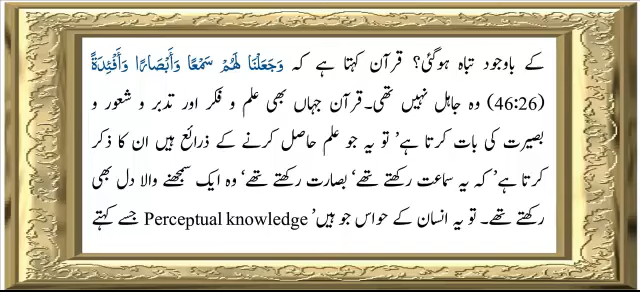 کے باوجود تباہ ہوگئی؟ قرآن کہتا ہے کہ وَجَعَلْنَا لَهُمْ سَمْعًا وَأَبْصَارًا وَأَفْئِدَةً
(46:26) وہ جاہل نہیں تھی۔قرآن جہاں بھی علم و فکر اور تدبر و شعور و
بصیرت کی بات کرتا ہے’ تو یہ جو علم حاصل کرنے کے ذرائع ہیں ان کا ذکر
کرتا ہے’ کہ یہ سماعت رکھتے تھے‘ بصارت رکھتے تھے‘ وہ ایک سمجھنے والا دل بھی
رکھتے تھے۔ تو یہ انسان کے حواس جو ہیں’ Perceptual knowledge جسے کہتے